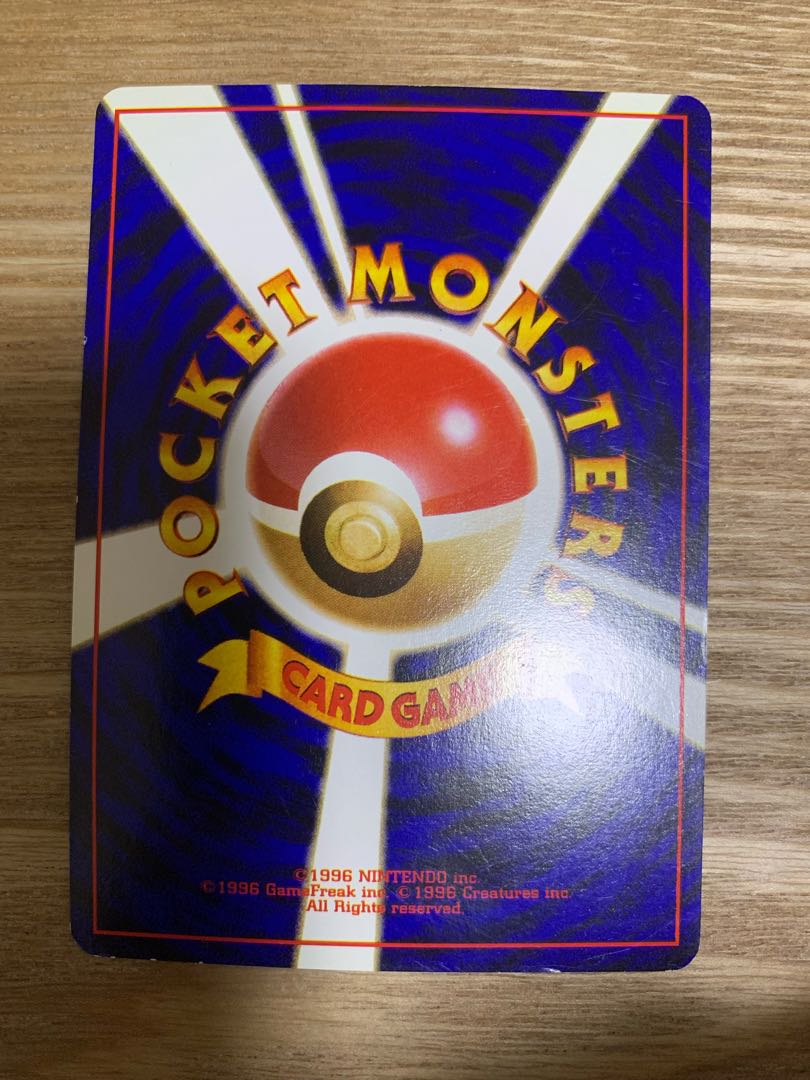 POCKET MONSTERS
CARD GAME
©1996 NINTENDO inc.
©1996 GameFreak inc. ©1996 Creatures inc.
All Rights reserved.